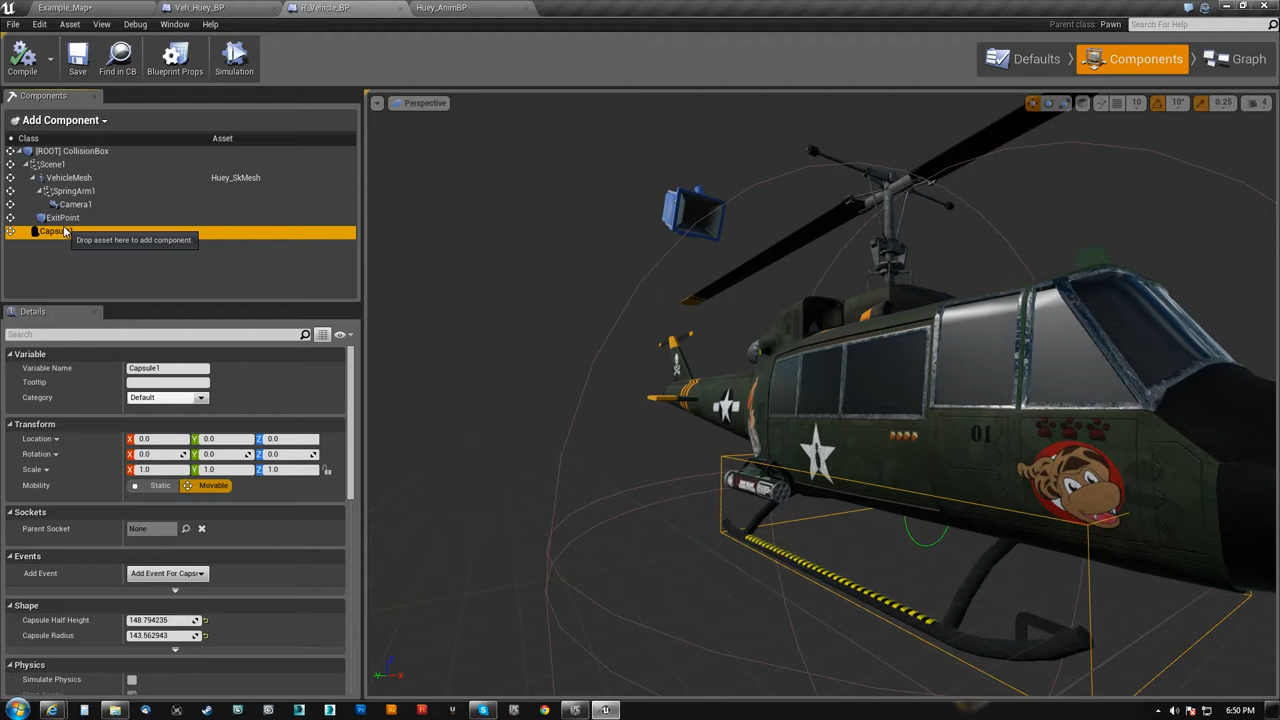 Example_Map*
Veh_Huey_BP
R_Vehicle_BP
Huey_AnimBP
File Edit Asset View Debug Window Help
Parent class: Pawn
Search For Help
Compile
Save
Find in CB
Blueprint Props
Simulation
Defaults
Components
Graph
Components
Add Component
Class Asset
[ROOT] CollisionBox
Scene1
VehicleMesh Huey_SkMesh
SpringArm1
Camera1
ExitPoint
Drop asset here to add component.
Details
Search
Variable
Variable Name Capsule1
Tooltip
Category Default
Transform
Location X 0.0 Y 0.0 Z 0.0
Rotation X 0.0 Y 0.0 Z 0.0
Scale X 1.0 Y 1.0 Z 1.0
Mobility Static Movable
Sockets
Parent Socket None
Events
Add Event Add Event For Capsu
Shape
Capsule Half Height 148.794235
Capsule Radius 143.562943
Physics
Simulate Physics
Perspective
10 10° 0.25 4
01
Z
Y X
6:50 PM